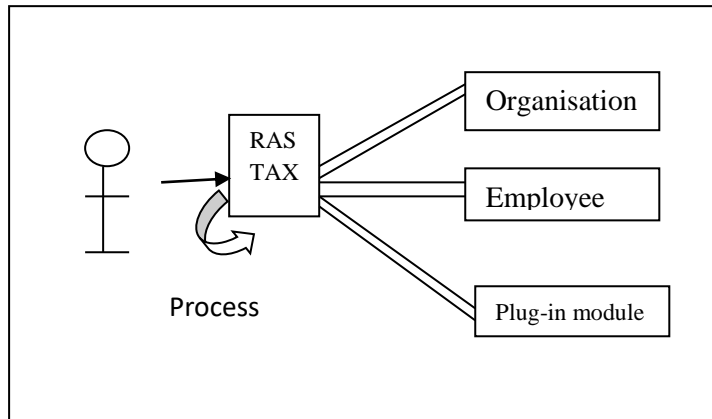 RAS
TAX
Organisation
Employee
Plug-in module
Process